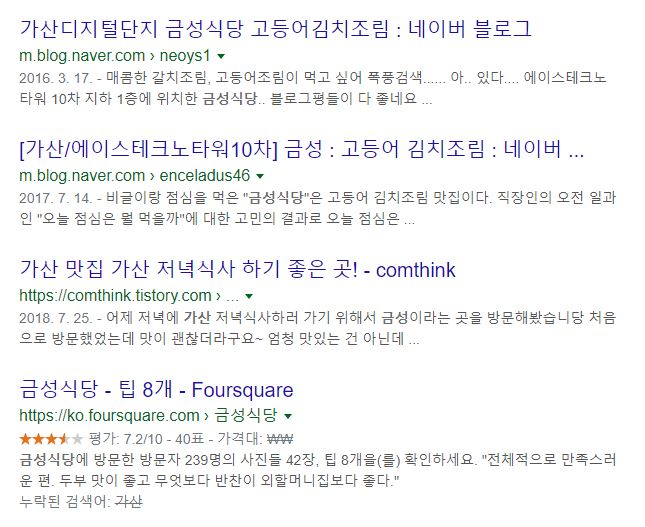 가산디지털단지 금성식당 고등어김치조림 : 네이버 블로그
m.blog.naver.com › neoys1
2016. 3. 17. - 매콤한 갈치조림, 고등어조림이 먹고 싶어 폭풍검색...... 아.. 있다.... 에이스테크노
타워 10차 지하 1층에 위치한 금성식당.. 블로그평들이 다 좋네요 ...
[가산/에이스테크노타워10차] 금성 : 고등어 김치조림 : 네이버 ...
m.blog.naver.com › enceladus46
2017. 7. 14. - 비글이랑 점심을 먹은 "금성식당"은 고등어 김치조림 맛집이다. 직장인의 오전 일과
인 "오늘 점심은 뭘 먹을까"에 대한 고민의 결과로 오늘 점심은 ...
가산 맛집 가산 저녁식사 하기 좋은 곳! - comthink
https://comthink.tistory.com › ...
2018. 7. 25. - 어제 저녁에 가산 저녁식사하러 가기 위해서 금성이라는 곳을 방문해봤습니당 처음
으로 방문했었는데 맛이 괜찮더라구요~ 엄청 맛있는 건 아닌데 ...
금성식당 - 팁 8개 - Foursquare
https://ko.foursquare.com › 금성식당
평가: 7.2/10 - 40표 - 가격대: ₩₩
금성식당에 방문한 방문자 239명의 사진들 42장, 팁 8개을(를) 확인하세요. "전체적으로 만족스러
운 편. 두부 맛이 좋고 무엇보다 반찬이 외할머니집보다 좋다."
누락된 검색어: 가산